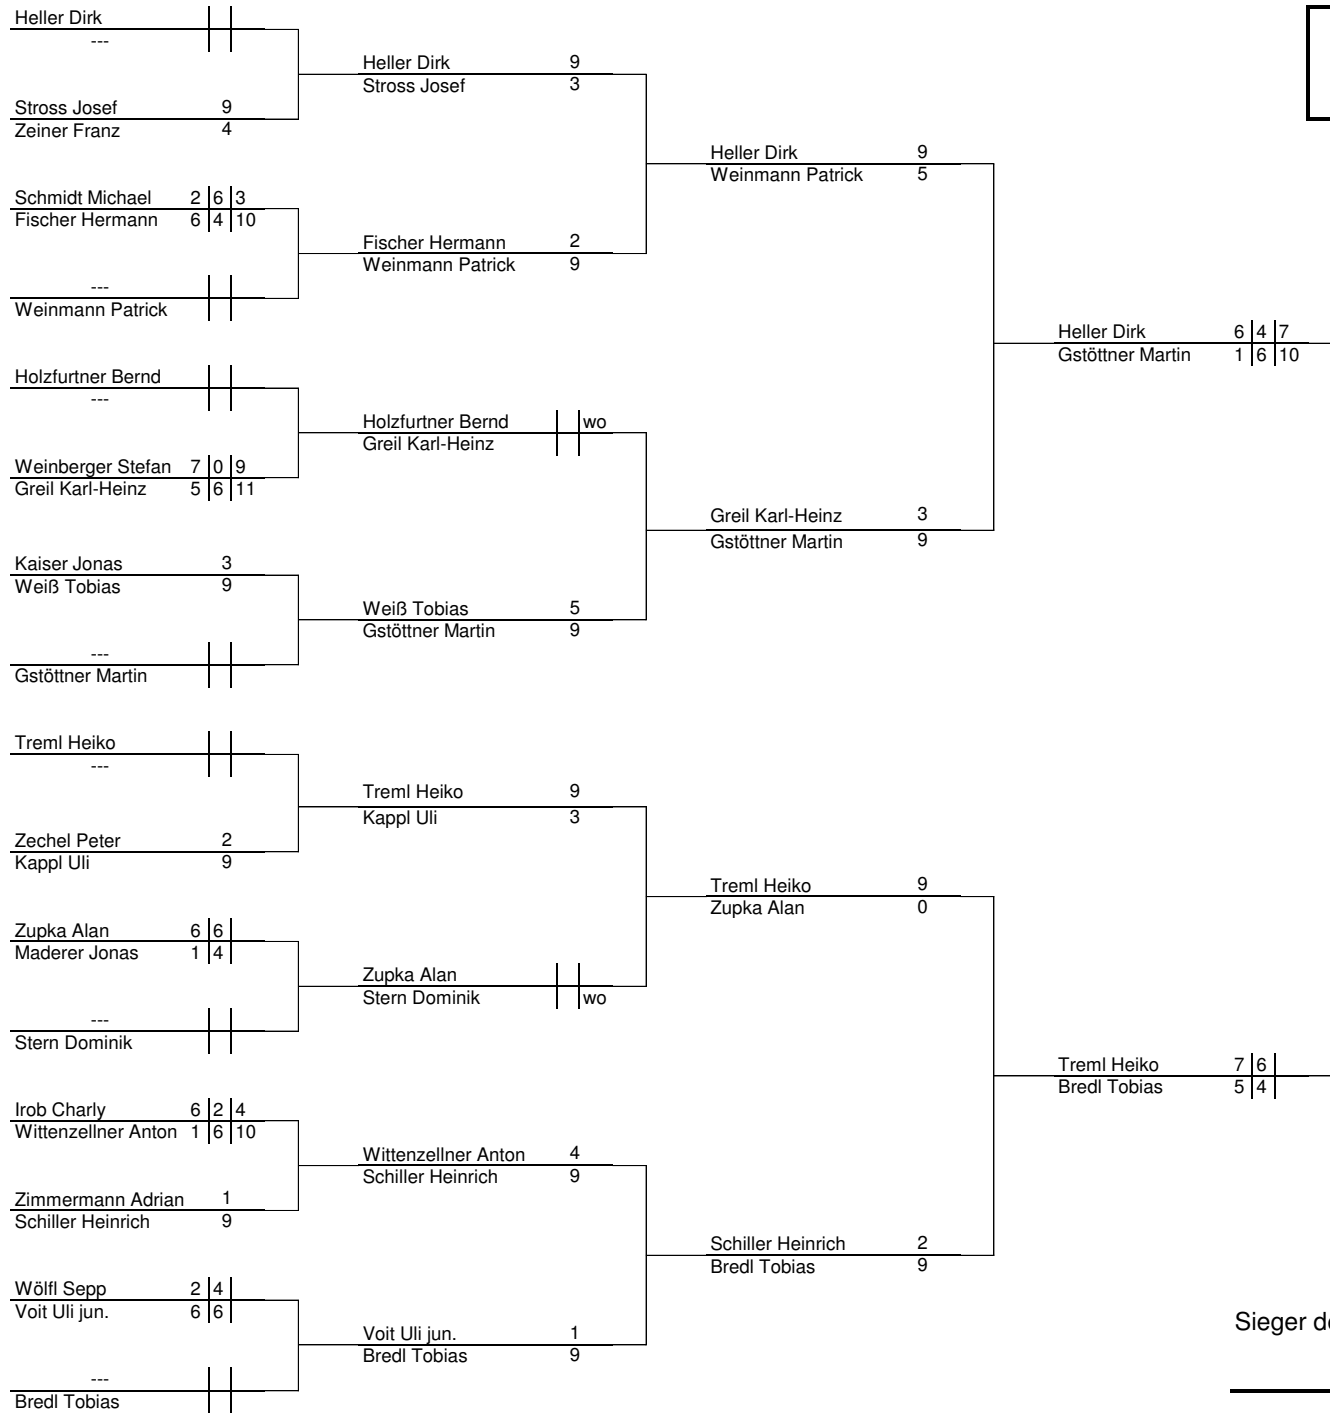 Heller Dirk
---
Stross Josef 9
Zeiner Franz 4
Schmidt Michael 2 6 3
Fischer Hermann 6 4 10
---
Weinmann Patrick
Holzfurtner Bernd
---
Weinberger Stefan 7 0 9
Greil Karl-Heinz 5 6 11
Kaiser Jonas 3
Weiß Tobias 9
---
Gstöttner Martin
Treml Heiko
---
Zechel Peter 2
Kappl Uli 9
Zupka Alan 6 6
Maderer Jonas 1 4
---
Stern Dominik
Irob Charly 6 2 4
Wittenzellner Anton 1 6 10
Zimmermann Adrian 1
Schiller Heinrich 9
Wölfl Sepp 2 4
Voit Uli jun. 6 6
---
Bredl Tobias
Heller Dirk 9
Stross Josef 3
Fischer Hermann 2
Weinmann Patrick 9
Holzfurtner Bernd wo
Greil Karl-Heinz
Weiß Tobias 5
Gstöttner Martin 9
Treml Heiko 9
Kappl Uli 3
Zupka Alan
Stern Dominik wo
Wittenzellner Anton 4
Schiller Heinrich 9
Voit Uli jun. 1
Bredl Tobias 9
Heller Dirk 9
Weinmann Patrick 5
Greil Karl-Heinz 3
Gstöttner Martin 9
Treml Heiko 9
Zupka Alan 0
Schiller Heinrich 2
Bredl Tobias 9
Heller Dirk 6 4 7
Gstöttner Martin 1 6 10
Treml Heiko 7 6
Bredl Tobias 5 4
Sieger d